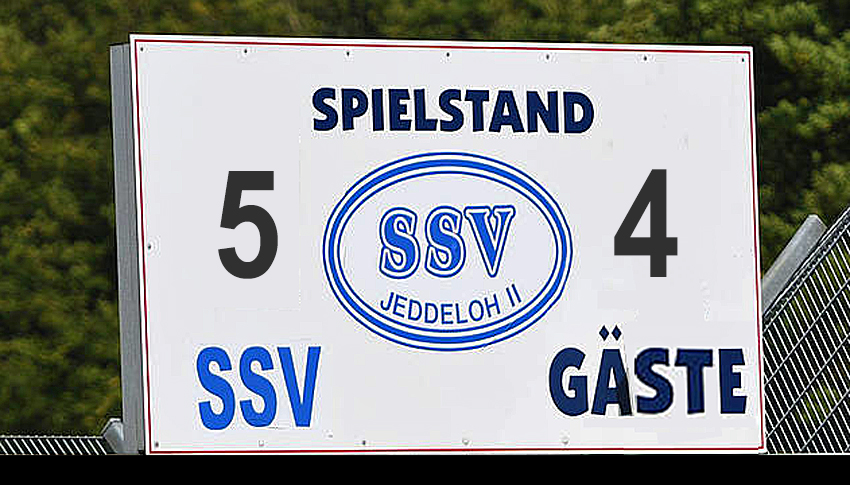 SPIELSTAND
5 SSV 4
JEDDELOH II
SSV GÄSTE